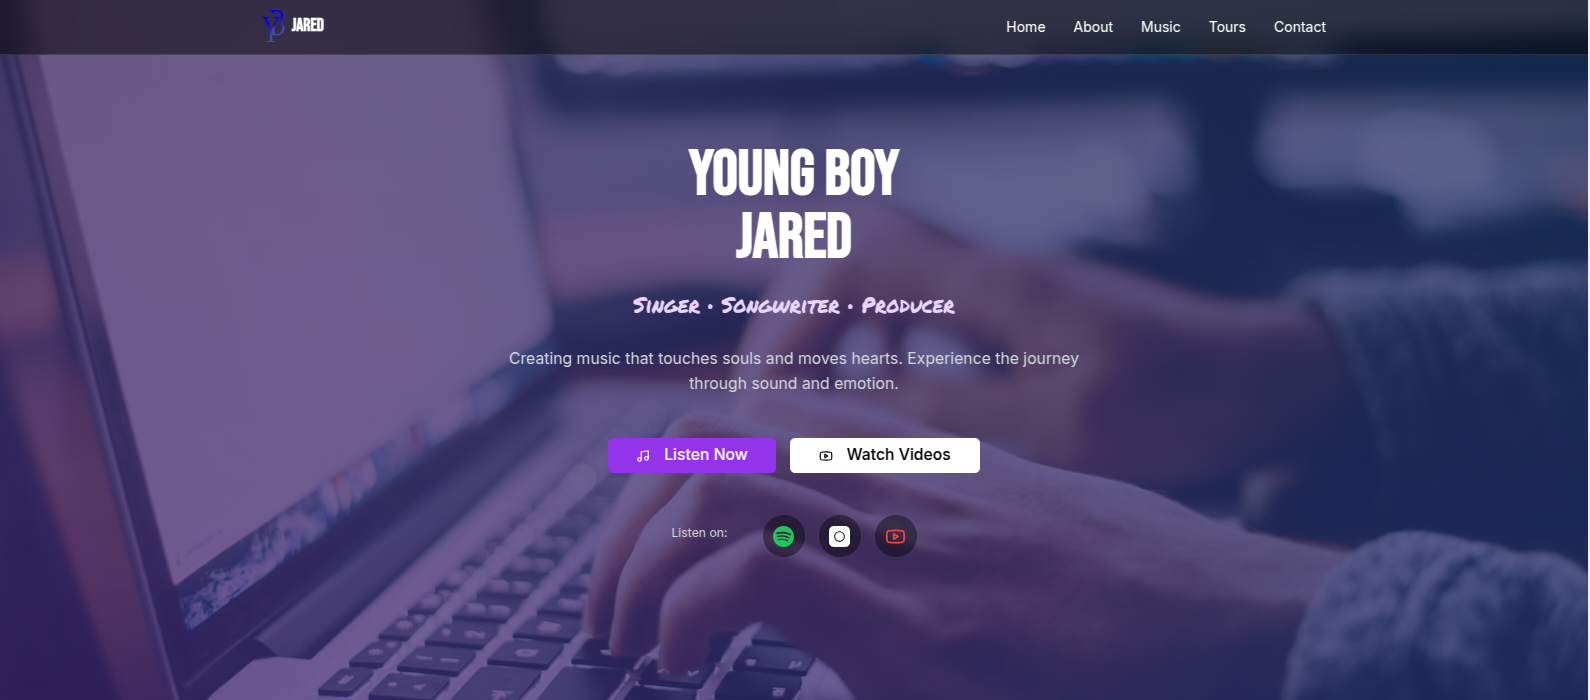 YBP JARED
Home About Music Tours Contact
YOUNG BOY
JARED
Singer • Songwriter • Producer
Creating music that touches souls and moves hearts. Experience the journey
through sound and emotion.
Listen Now Watch Videos
Listen on: